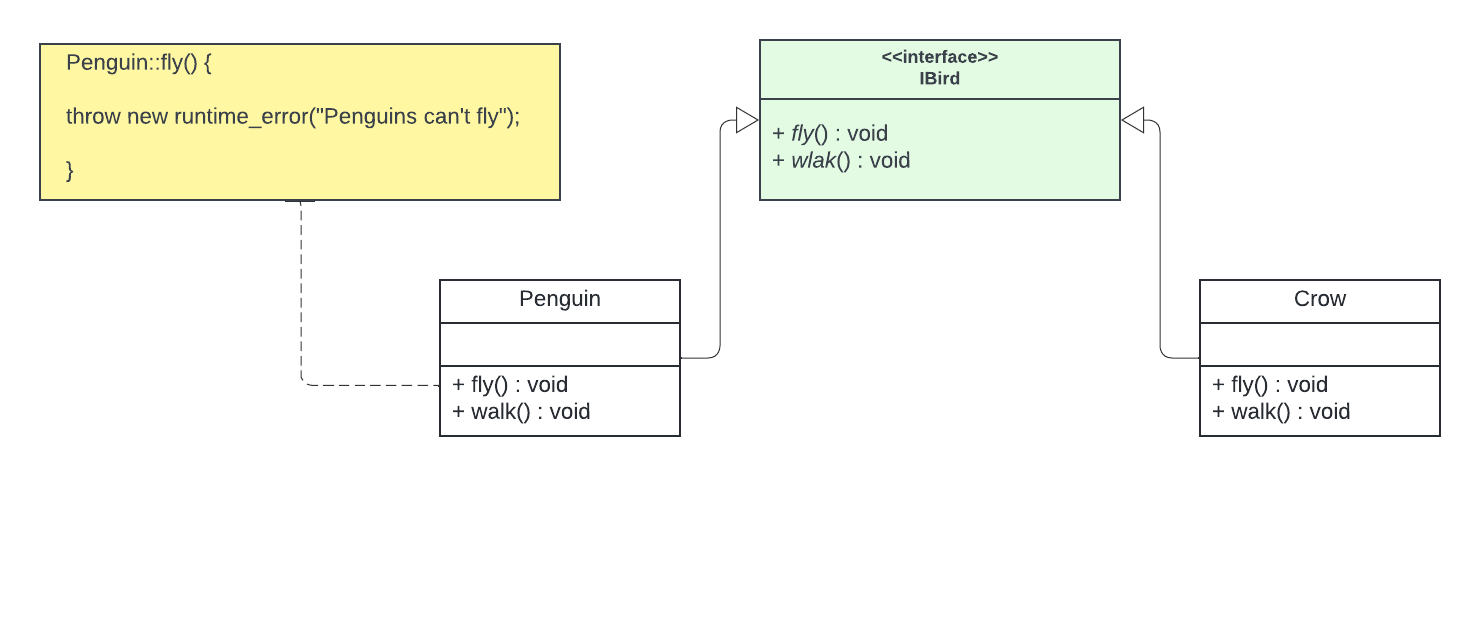 Penguin::fly() {
throw new runtime_error("Penguins can't fly");
}
<<interface>>
IBird
+ fly() : void
+ wlak() : void
Penguin
+ fly() : void
+ walk() : void
Crow
+ fly() : void
+ walk() : void